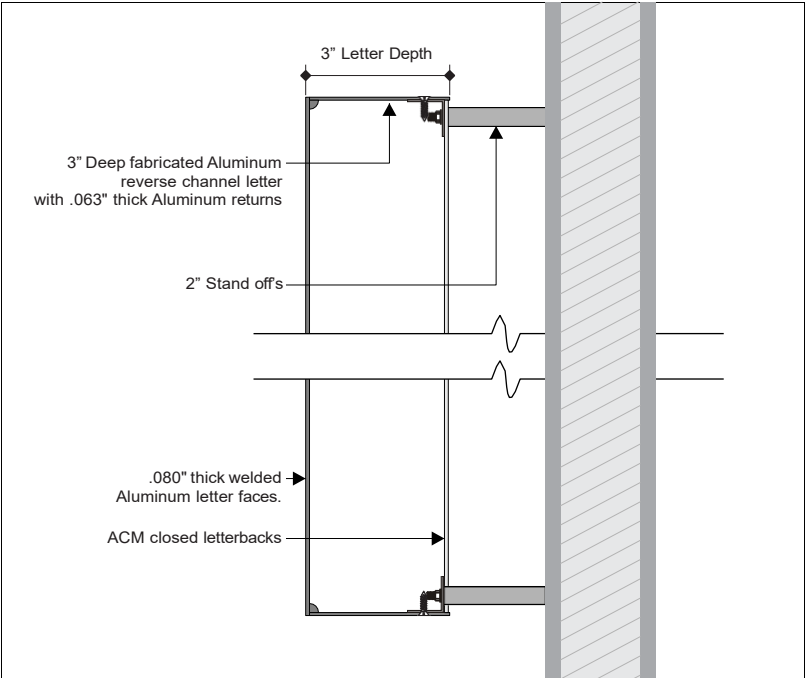 3” Letter Depth
3” Deep fabricated Aluminum
reverse channel letter
with .063" thick Aluminum returns
2” Stand off's
.080" thick welded
Aluminum letter faces.
ACM closed letterbacks